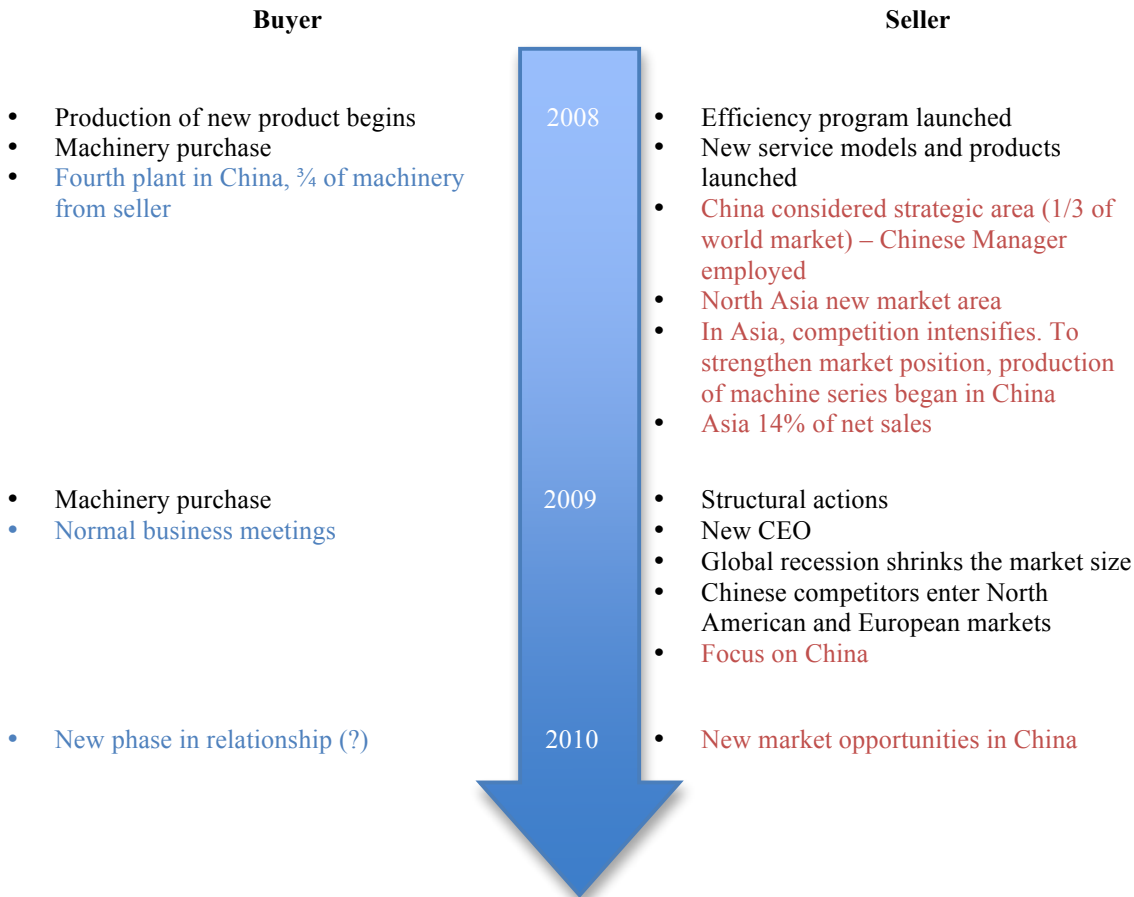 Buyer
Seller
2008
• Production of new product begins
• Machinery purchase
• Fourth plant in China, ¾ of machinery
from seller
• Efficiency program launched
• New service models and products
launched
• China considered strategic area (1/3 of
world market) – Chinese Manager
employed
• North Asia new market area
• In Asia, competition intensifies. To
strengthen market position, production
of machine series began in China
• Asia 14% of net sales
2009
• Machinery purchase
• Normal business meetings
• Structural actions
• New CEO
• Global recession shrinks the market size
• Chinese competitors enter North
American and European markets
• Focus on China
2010
• New phase in relationship (?)
• New market opportunities in China